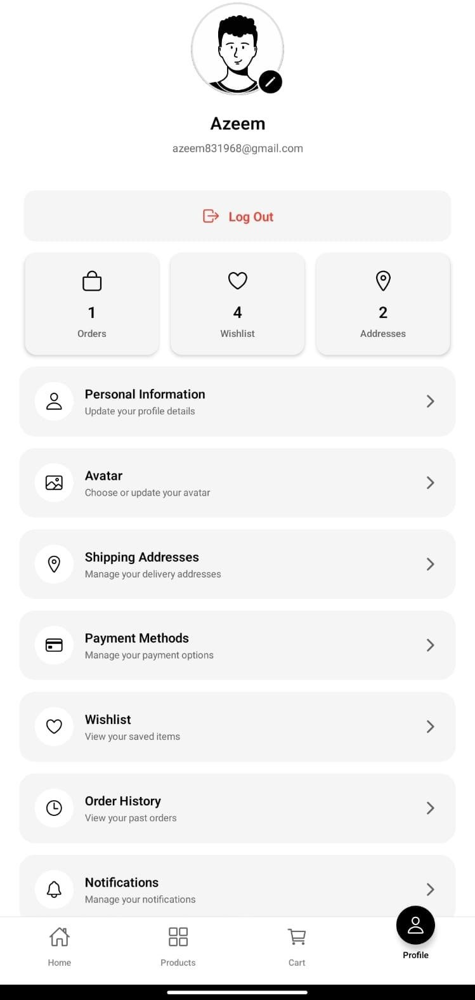 Azeem
azeem831968@gmail.com
Log Out
1
Orders
4
Wishlist
2
Addresses
Personal Information
Update your profile details
Avatar
Choose or update your avatar
Shipping Addresses
Manage your delivery addresses
Payment Methods
Manage your payment options
Wishlist
View your saved items
Order History
View your past orders
Notifications
Manage your notifications
Home
Products
Cart
Profile